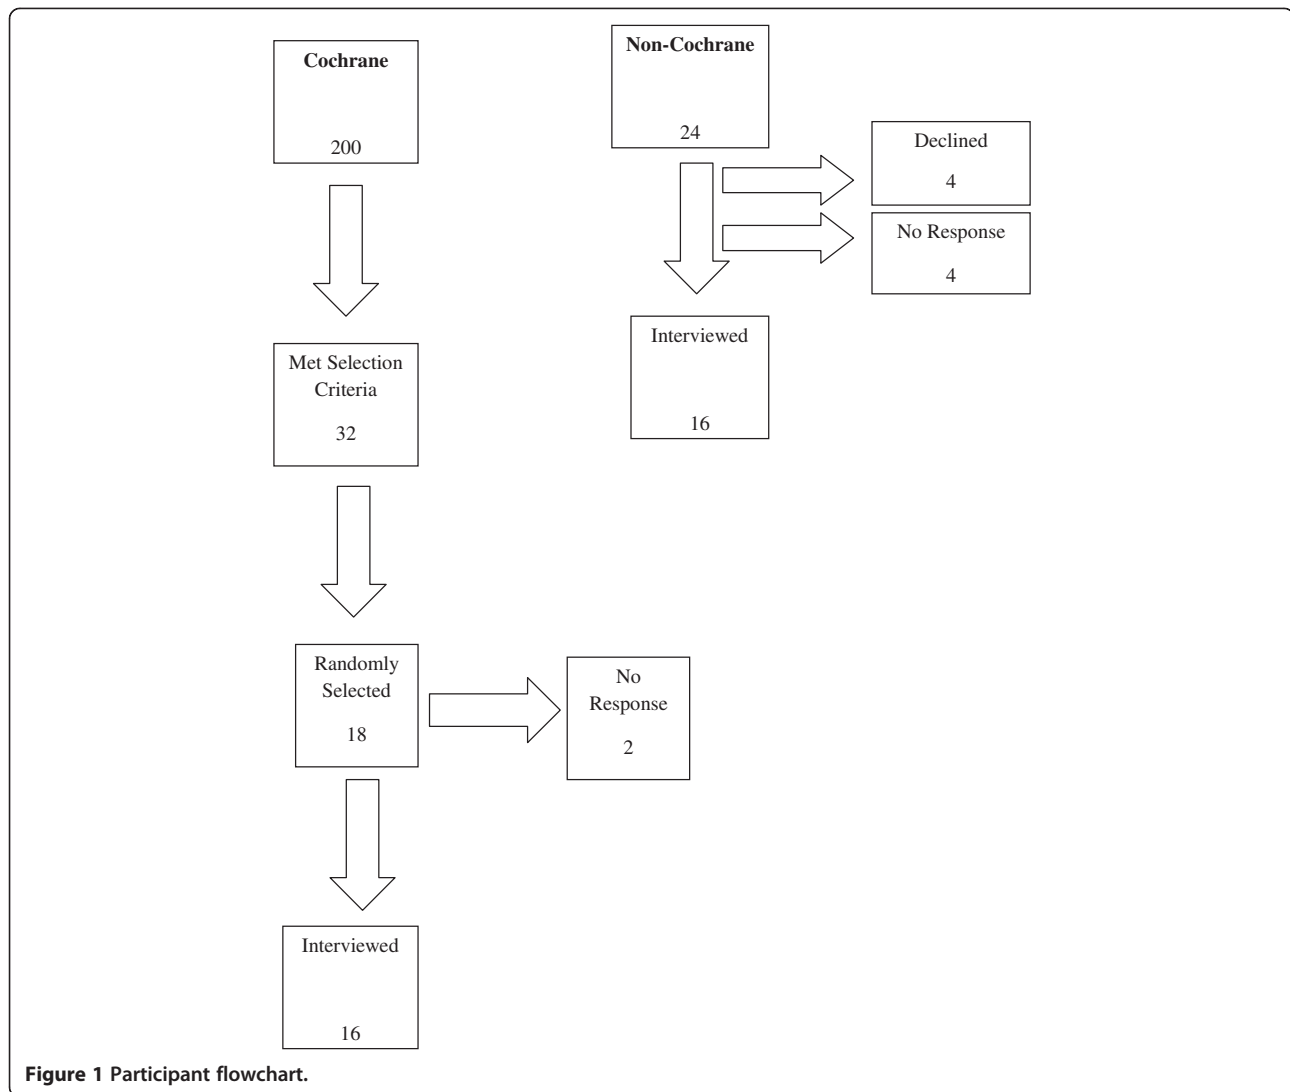 Cochrane
200
Met Selection
Criteria
32
Randomly
Selected
18
No
Response
2
Interviewed
16
Non-Cochrane
24
Declined
4
No Response
4
Interviewed
16
Figure 1 Participant flowchart.